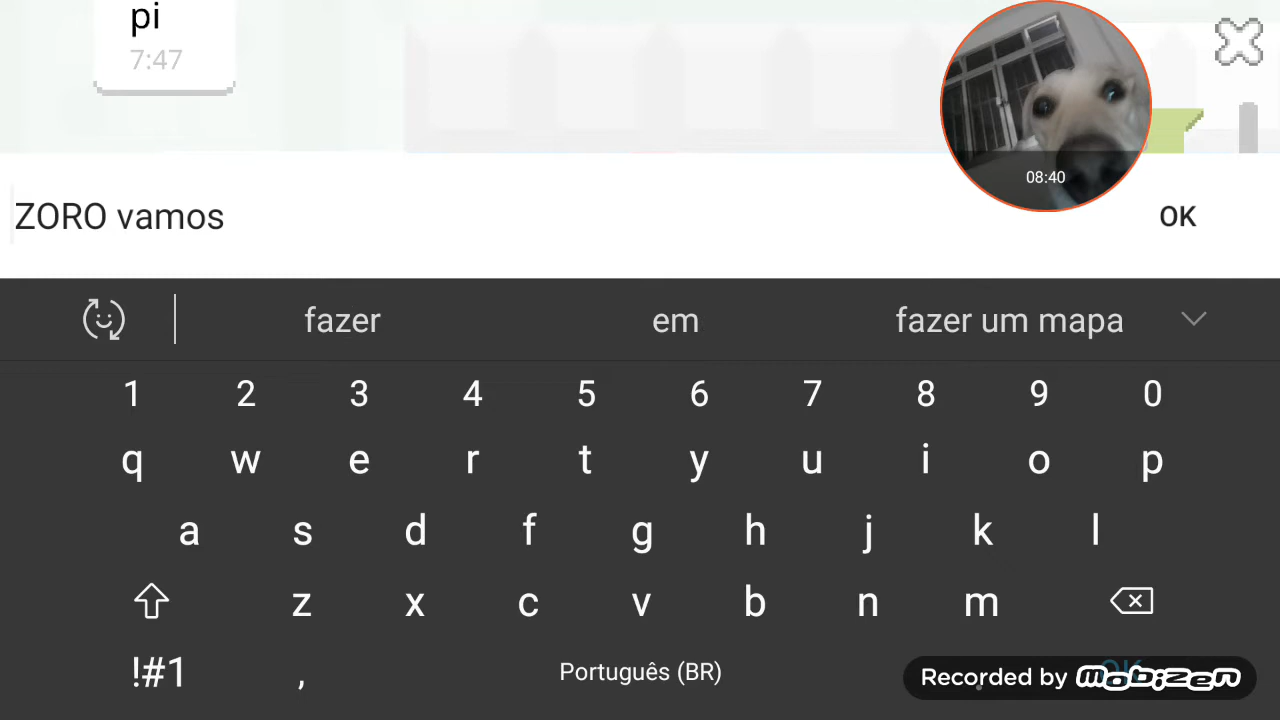 pi
7:47
08:40
ZORO vamos
OK
fazer em fazer um mapa
1 2 3 4 5 6 7 8 9 0
q w e r t y u i o p
a s d f g h j k l
z x c v b n m
!#1 , Português (BR) OK
Recorded by mobizen